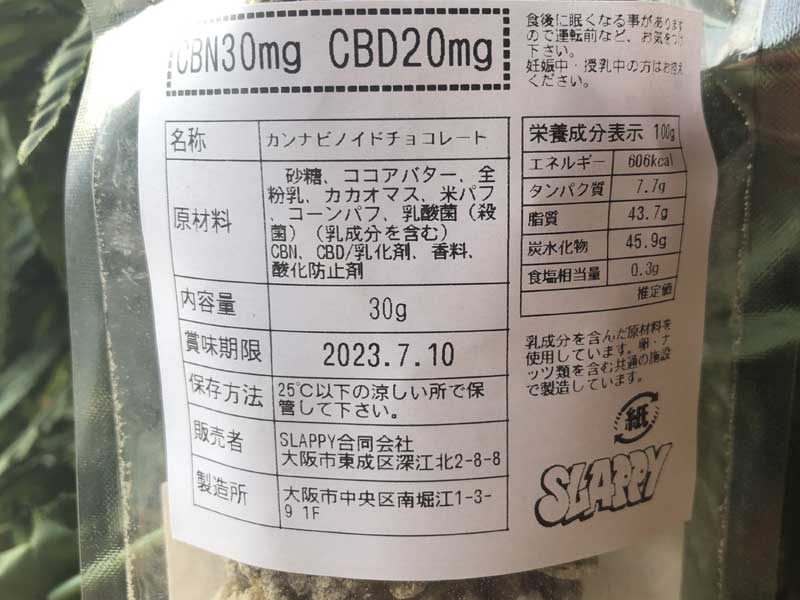 CBN30mg CBD20mg
食後に眠くなる事があります
ので運転前など、お気をつけ
下さい。
妊娠中・授乳中の方はお控え
ください。
名称 カンナビノイドチョコレート
原材料 砂糖、ココアバター、全
粉乳、カカオマス、米パフ
、コーンパフ、乳酸菌（殺
菌）（乳成分を含む）
CBN、CBD/乳化剤、香料、
酸化防止剤
内容量 30g
賞味期限 2023.7.10
保存方法 25℃以下の涼しい所で保
管して下さい。
販売者 SLAPPY合同会社
大阪市東成区深江北2-8-8
製造所 大阪市中央区南堀江1-3-
9 1F
栄養成分表示 100g
エネルギー 606kcal
タンパク質 7.7g
脂質 43.7g
炭水化物 45.9g
食塩相当量 0.3g
推定値
乳成分を含んだ原材料を
使用しています。卵・ナ
ッツ類を含む共通の施設
で製造しています。
紙
SLAPPY